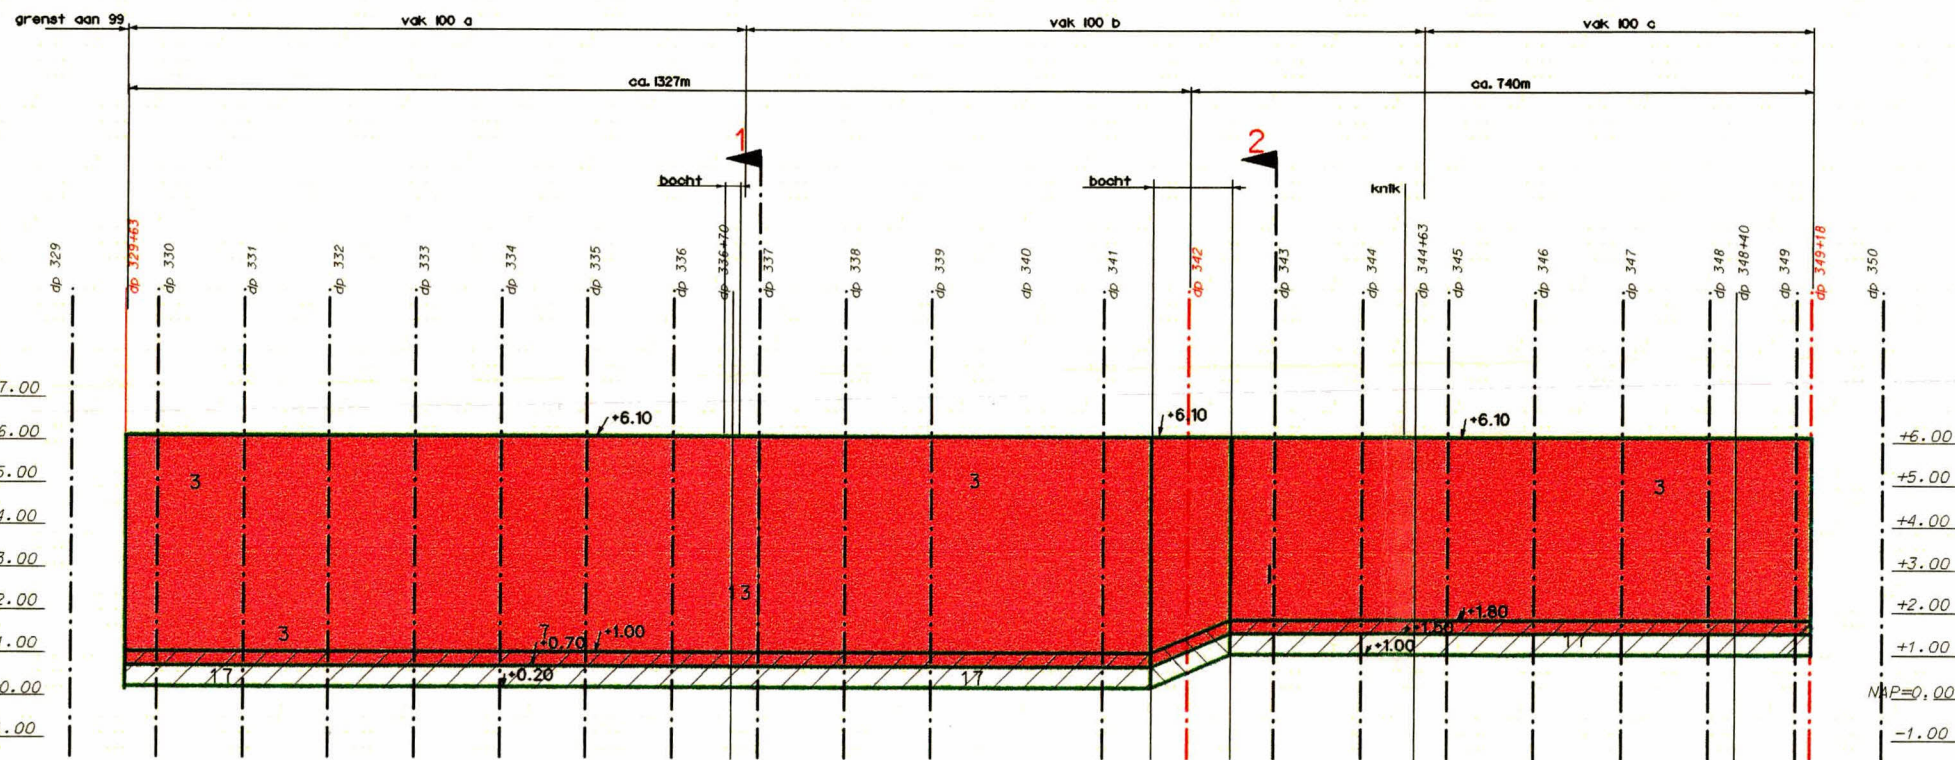 grenst aan 99
vak 100 a
vak 100 b
vak 100 c
ca. 1327m
ca. 740m
1
2
bocht
bocht
knik
dp 329
dp 329+63
dp 330
dp 331
dp 332
dp 333
dp 334
dp 335
dp 336
dp 336+70
dp 337
dp 338
dp 339
dp 340
dp 341
dp 342
dp 343
dp 344
dp 344+63
dp 345
dp 346
dp 347
dp 348
dp 348+40
dp 349
dp 349+18
dp 350
7.00
6.00
5.00
4.00
3.00
2.00
1.00
0.00
.00
+6.10
+6.10
+6.10
3
3
3
13
3
7
+0.70
+1.00
+0.20
17
17
+1.80
+1.50
+1.00
+6.00
+5.00
+4.00
+3.00
+2.00
+1.00
NAP=0.00
-1.00